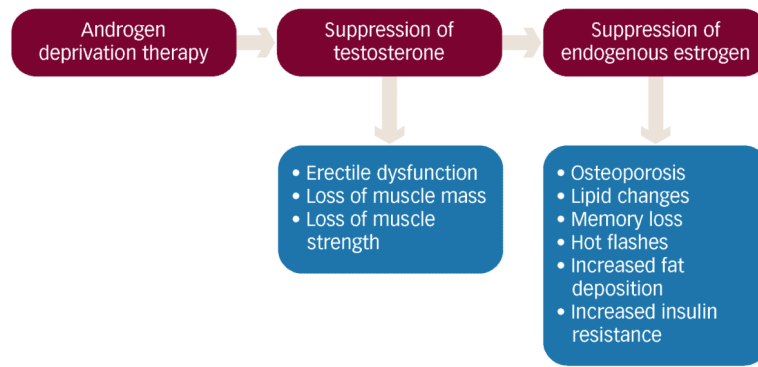 Androgen
deprivation therapy
Suppression of
testosterone
Suppression of
endogenous estrogen
• Erectile dysfunction
• Loss of muscle mass
• Loss of muscle
strength
• Osteoporosis
• Lipid changes
• Memory loss
• Hot flashes
• Increased fat
deposition
• Increased insulin
resistance